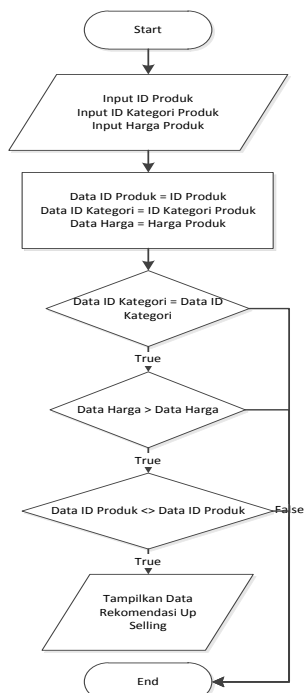 Start
Input ID Produk
Input ID Kategori Produk
Input Harga Produk
Data ID Produk = ID Produk
Data ID Kategori = ID Kategori Produk
Data Harga = Harga Produk
Data ID Kategori = Data ID
Kategori
True
Data Harga > Data Harga
True
Data ID Produk <> Data ID Produk
False
True
Tampilkan Data
Rekomendasi Up
Selling
End